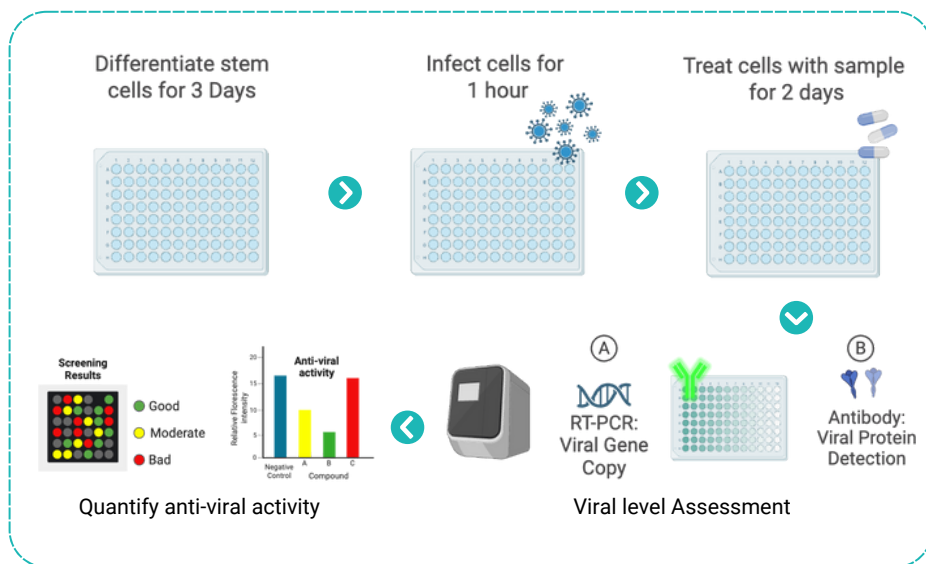 Differentiate stem
cells for 3 Days
Infect cells for
1 hour
Treat cells with sample
for 2 days
Screening
Results
Good
Moderate
Bad
Anti-viral
activity
Relative Florescence
intensity
20
15
10
5
0
Negative
Control
A
B
C
Compound
Quantify anti-viral activity
A
RT-PCR:
Viral Gene
Copy
B
Antibody:
Viral Protein
Detection
Viral level Assessment